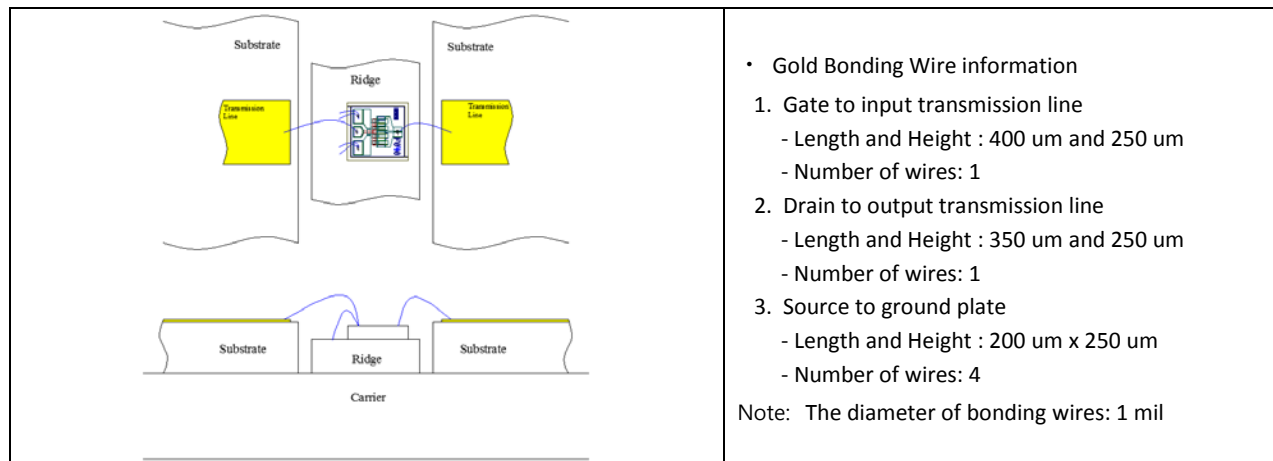 Substrate
Substrate
Ridge
Transmission
Line
Transmission
Line
Substrate
Ridge
Substrate
Carrier
・ Gold Bonding Wire information
1. Gate to input transmission line
- Length and Height : 400 um and 250 um
- Number of wires: 1
2. Drain to output transmission line
- Length and Height : 350 um and 250 um
- Number of wires: 1
3. Source to ground plate
- Length and Height : 200 um x 250 um
- Number of wires: 4
Note: The diameter of bonding wires: 1 mil